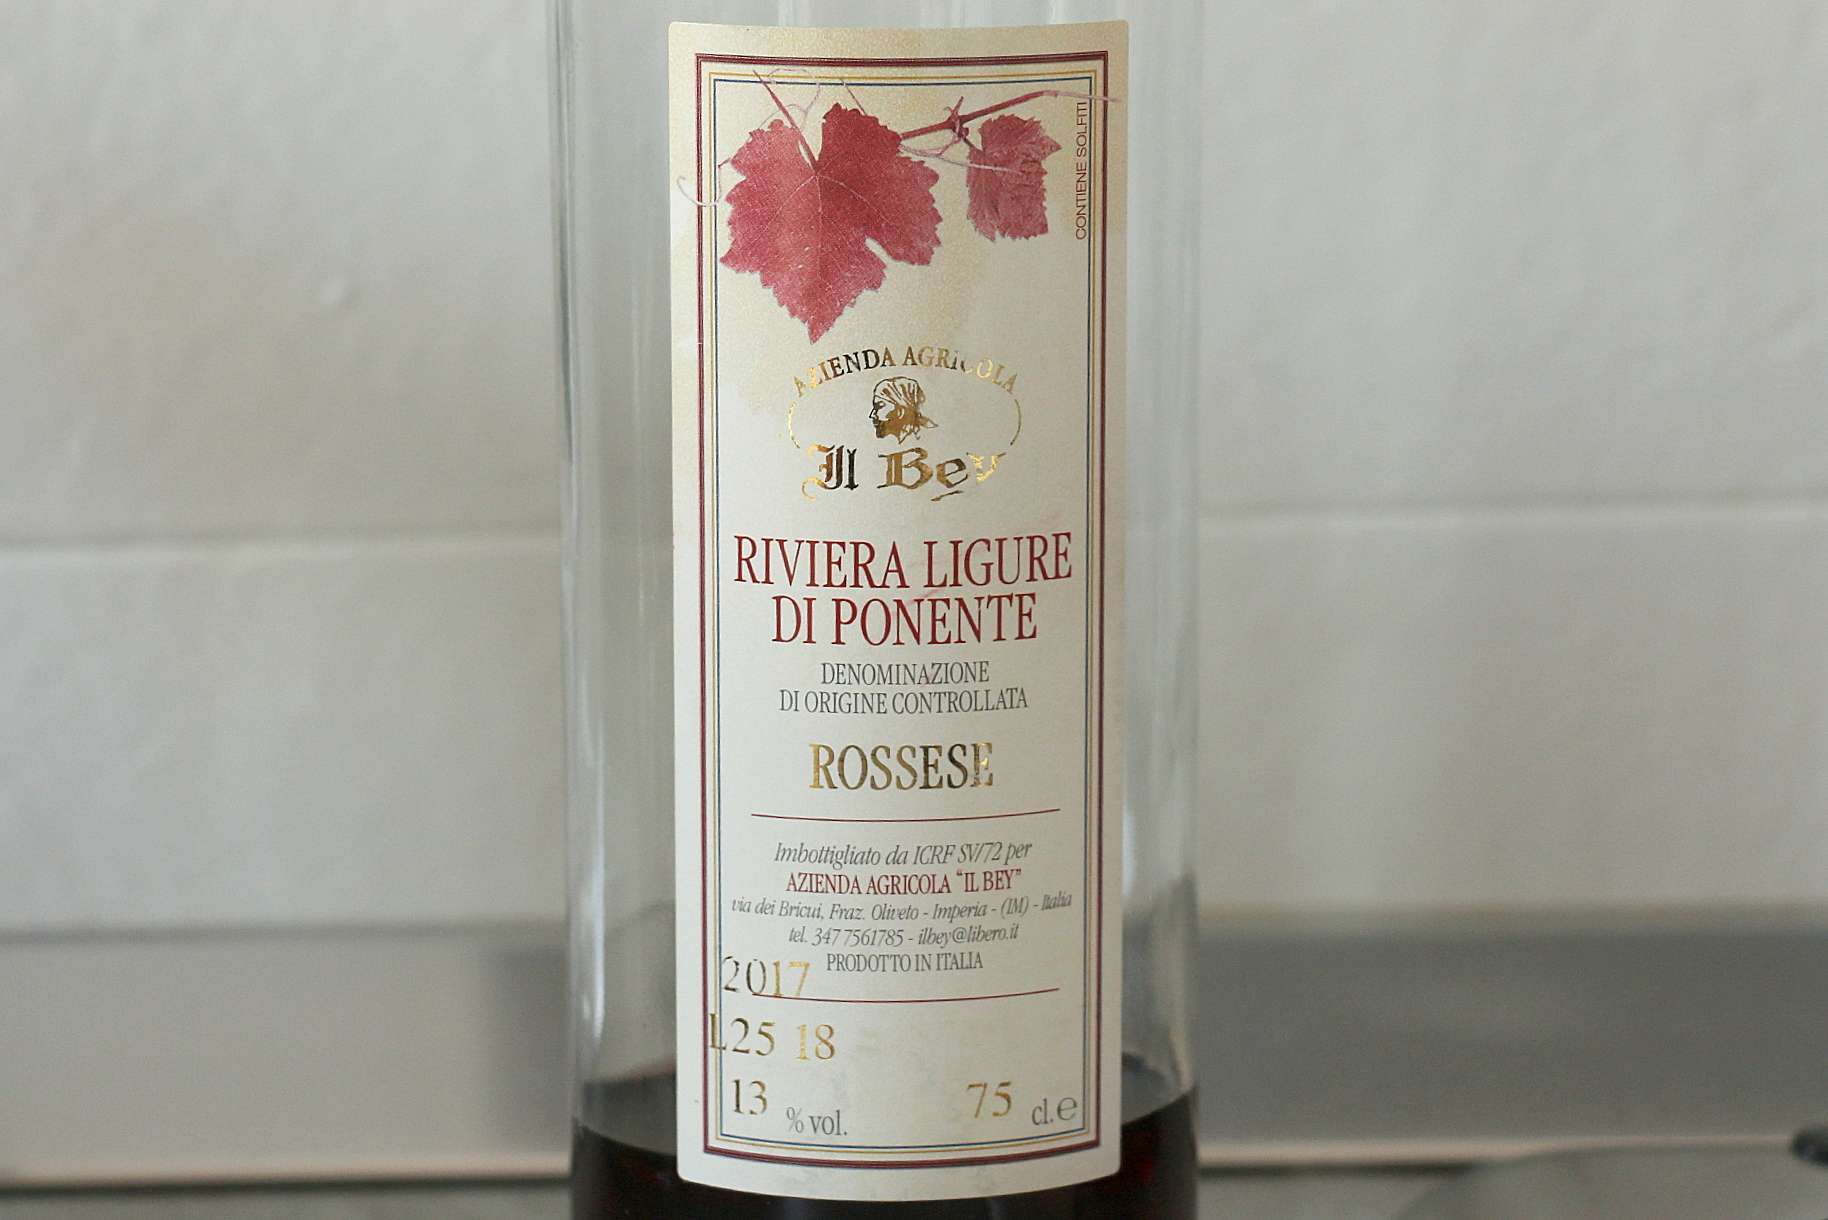 CONTIENE SOLFITI
AZIENDA AGRICOLA
Il Bey
RIVIERA LIGURE
DI PONENTE
DENOMINAZIONE
DI ORIGINE CONTROLLATA
ROSSESE
Imbottigliato da ICRF SV/72 per
AZIENDA AGRICOLA "IL BEY"
via dei Bricui, Fraz. Oliveto - Imperia - (IM) - Italia
tel. 347 7561785 - ilbey@libero.it
PRODOTTO IN ITALIA
2017
L25 18
13 % vol. 75 cl.e